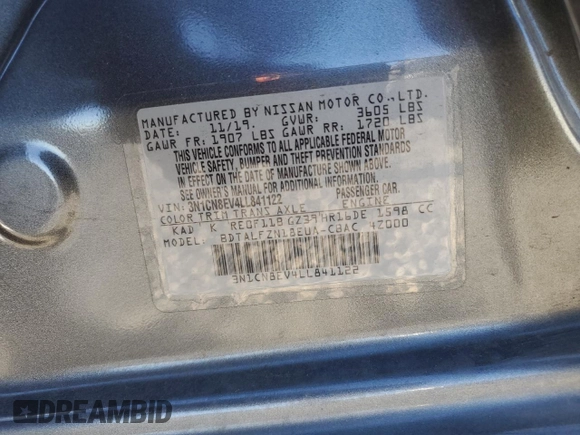 MANUFACTURED BY NISSAN MOTOR CO.,LTD.
DATE: 11/19. GVWR: 3605 LBS
GAWR FR: 1907 LBS GAWR RR: 1720 LBS
THIS VEHICLE CONFORMS TO ALL APPLICABLE FEDERAL MOTOR
VEHICLE SAFETY, BUMPER AND THEFT PREVENTION STANDARDS
IN EFFECT ON THE DATE OF MANUFACTURE SHOWN ABOVE.
SEE OWNER'S MANUAL FOR ADDITIONAL INFORMATION.
VIN: 3N1CN8EV4LL841122 PASSENGER CAR.
COLOR TRIM TRANS AXLE ENGINE
KAD K RE0F11B GZ39 HR16DE 1598 CC
MODEL: BDTALFZN18EUA-CBAC 4Z000
3N1CN8EV4LL841122
DREAMBID